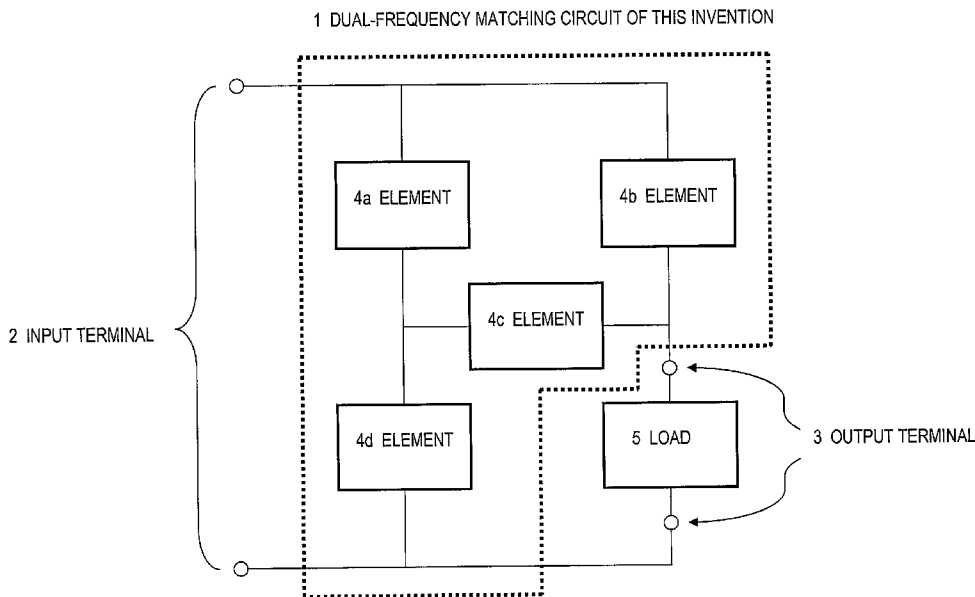 1 DUAL-FREQUENCY MATCHING CIRCUIT OF THIS INVENTION
4a ELEMENT
4b ELEMENT
4c ELEMENT
2 INPUT TERMINAL
4d ELEMENT
5 LOAD
3 OUTPUT TERMINAL